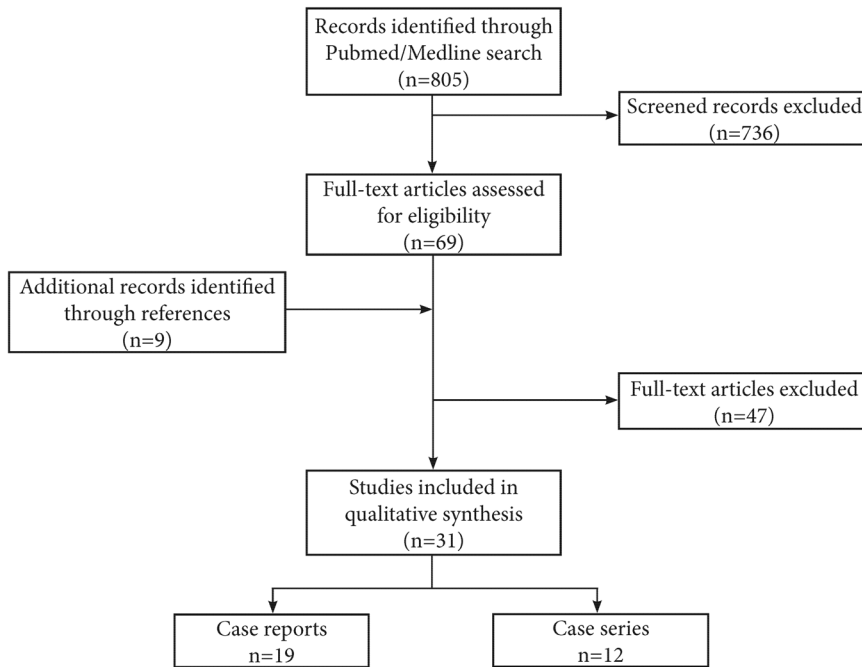 Records identified through
Pubmed/Medline search
(n=805)
Screened records excluded
(n=736)
Full-text articles assessed
for eligibility
(n=69)
Additional records identified
through references
(n=9)
Full-text articles excluded
(n=47)
Studies included in
qualitative synthesis
(n=31)
Case reports
n=19
Case series
n=12